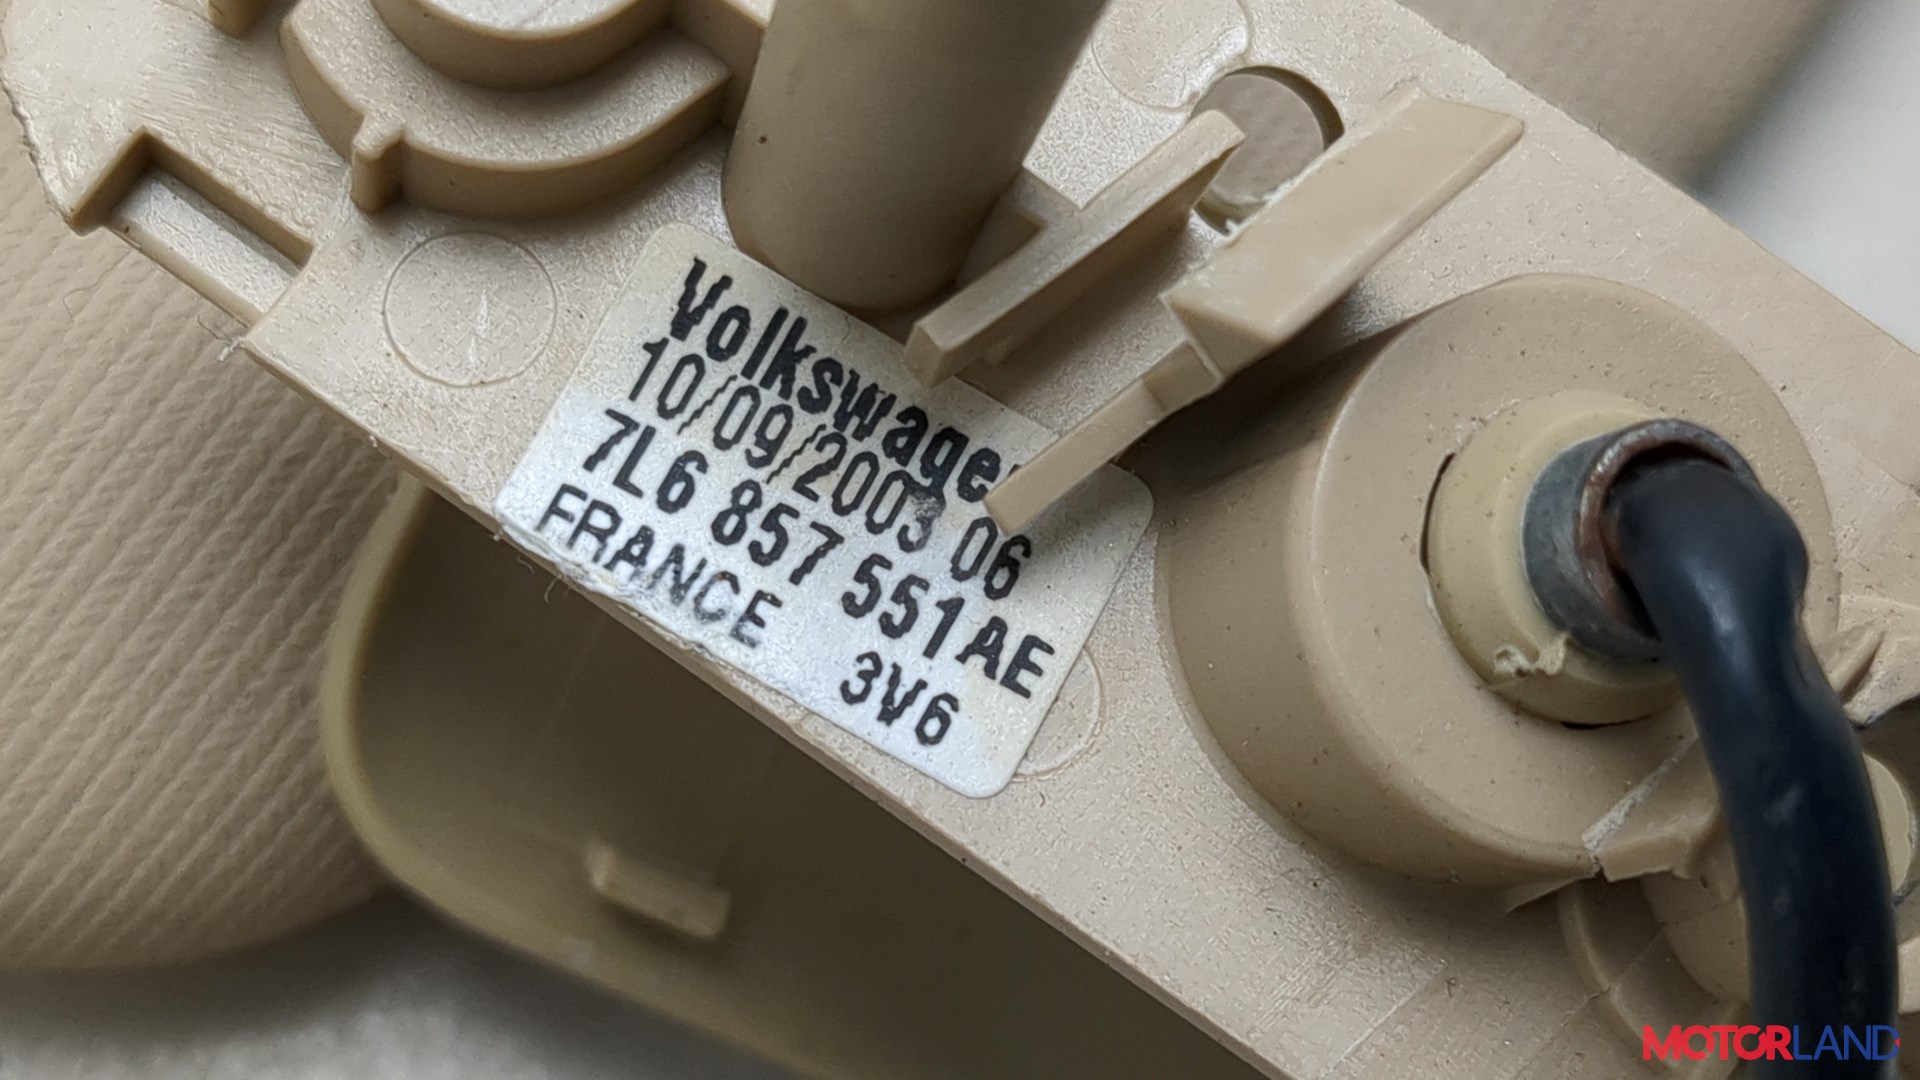 Volkswagen
10/09/2003 06
7L6 857 551AE
FRANCE 3V6
MOTORLAND